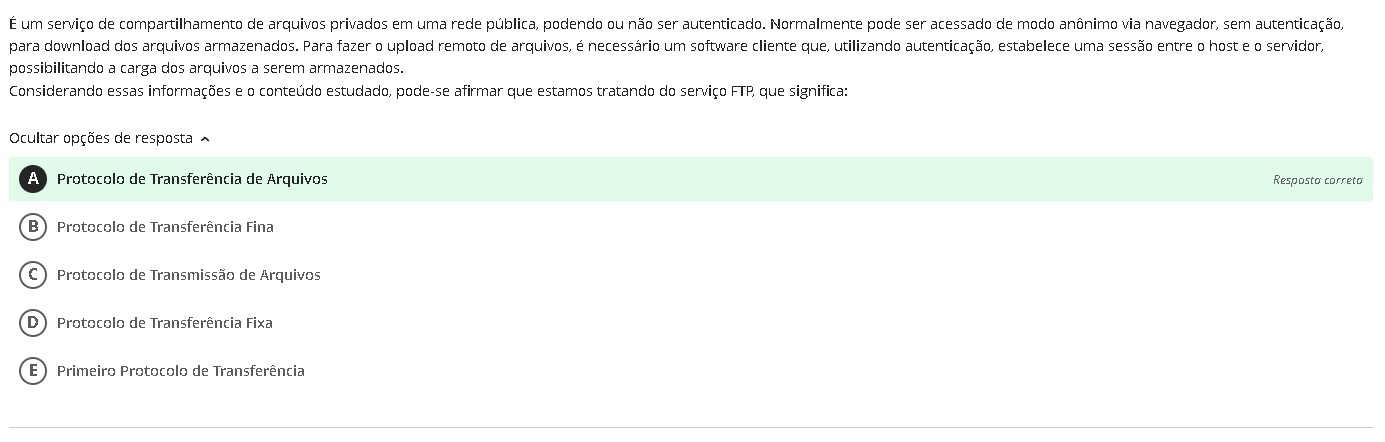 É um serviço de compartilhamento de arquivos privados em uma rede pública, podendo ou não ser autenticado. Normalmente pode ser acessado de modo anônimo via navegador, sem autenticação,
para download dos arquivos armazenados. Para fazer o upload remoto de arquivos, é necessário um software cliente que, utilizando autenticação, estabelece uma sessão entre o host e o servidor,
possibilitando a carga dos arquivos a serem armazenados.
Considerando essas informações e o conteúdo estudado, pode-se afirmar que estamos tratando do serviço FTP, que significa:
Ocultar opções de resposta
A Protocolo de Transferência de Arquivos Resposta correta
B Protocolo de Transferência Fina
C Protocolo de Transmissão de Arquivos
D Protocolo de Transferência Fixa
E Primeiro Protocolo de Transferência